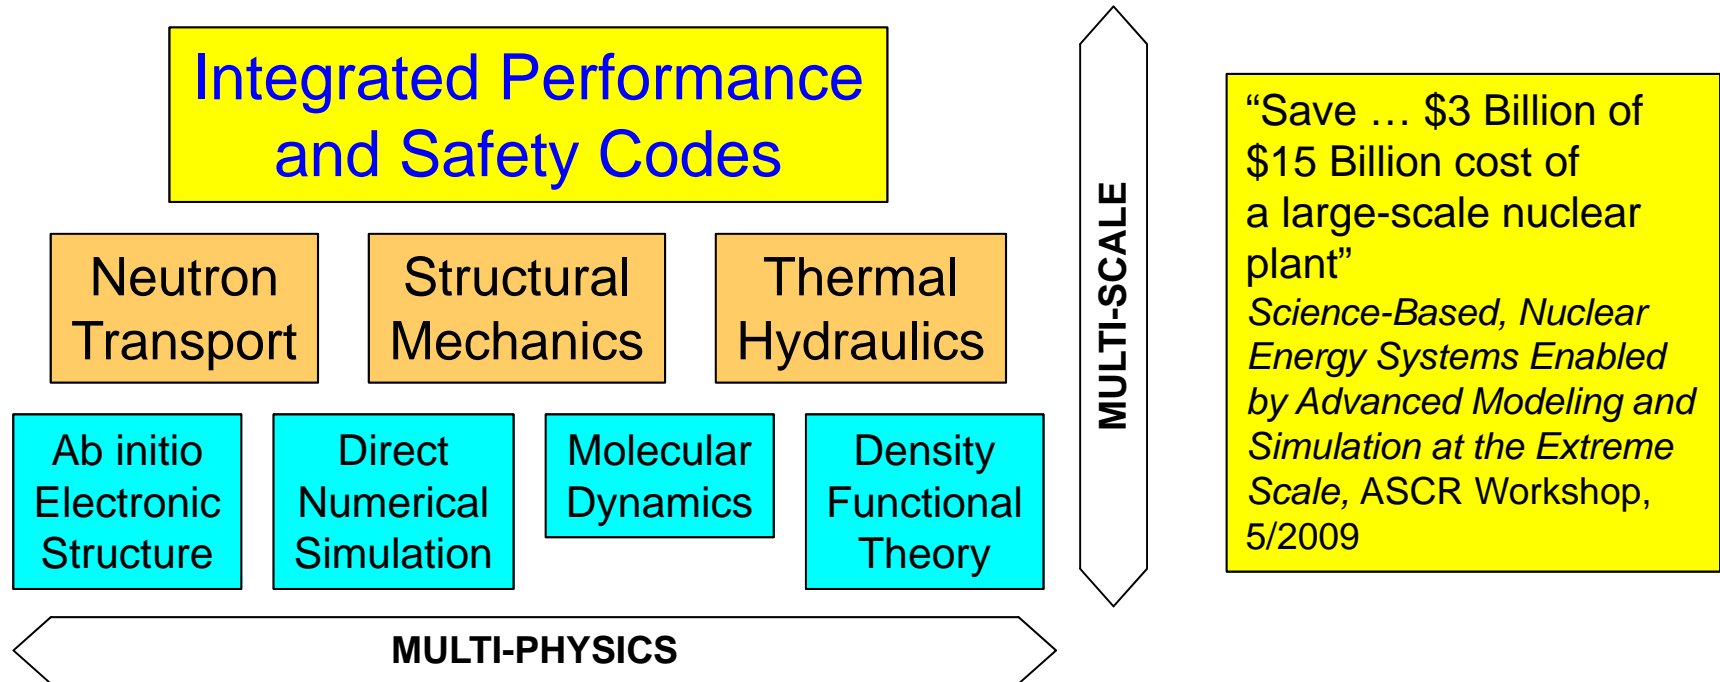 Integrated Performance
and Safety Codes
Neutron
Transport
Structural
Mechanics
Thermal
Hydraulics
Ab initio
Electronic
Structure
Direct
Numerical
Simulation
Molecular
Dynamics
Density
Functional
Theory
MULTI-PHYSICS
MULTI-SCALE
“Save … $3 Billion of
$15 Billion cost of
a large-scale nuclear
plant”
Science-Based, Nuclear
Energy Systems Enabled
by Advanced Modeling and
Simulation at the Extreme
Scale, ASCR Workshop,
5/2009